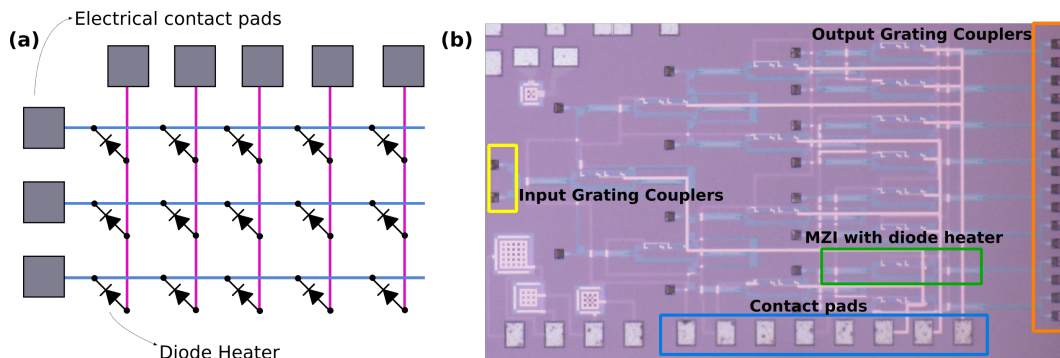 Electrical contact pads
(a)
Diode Heater
(b)
Output Grating Couplers
Input Grating Couplers
MZI with diode heater
Contact pads